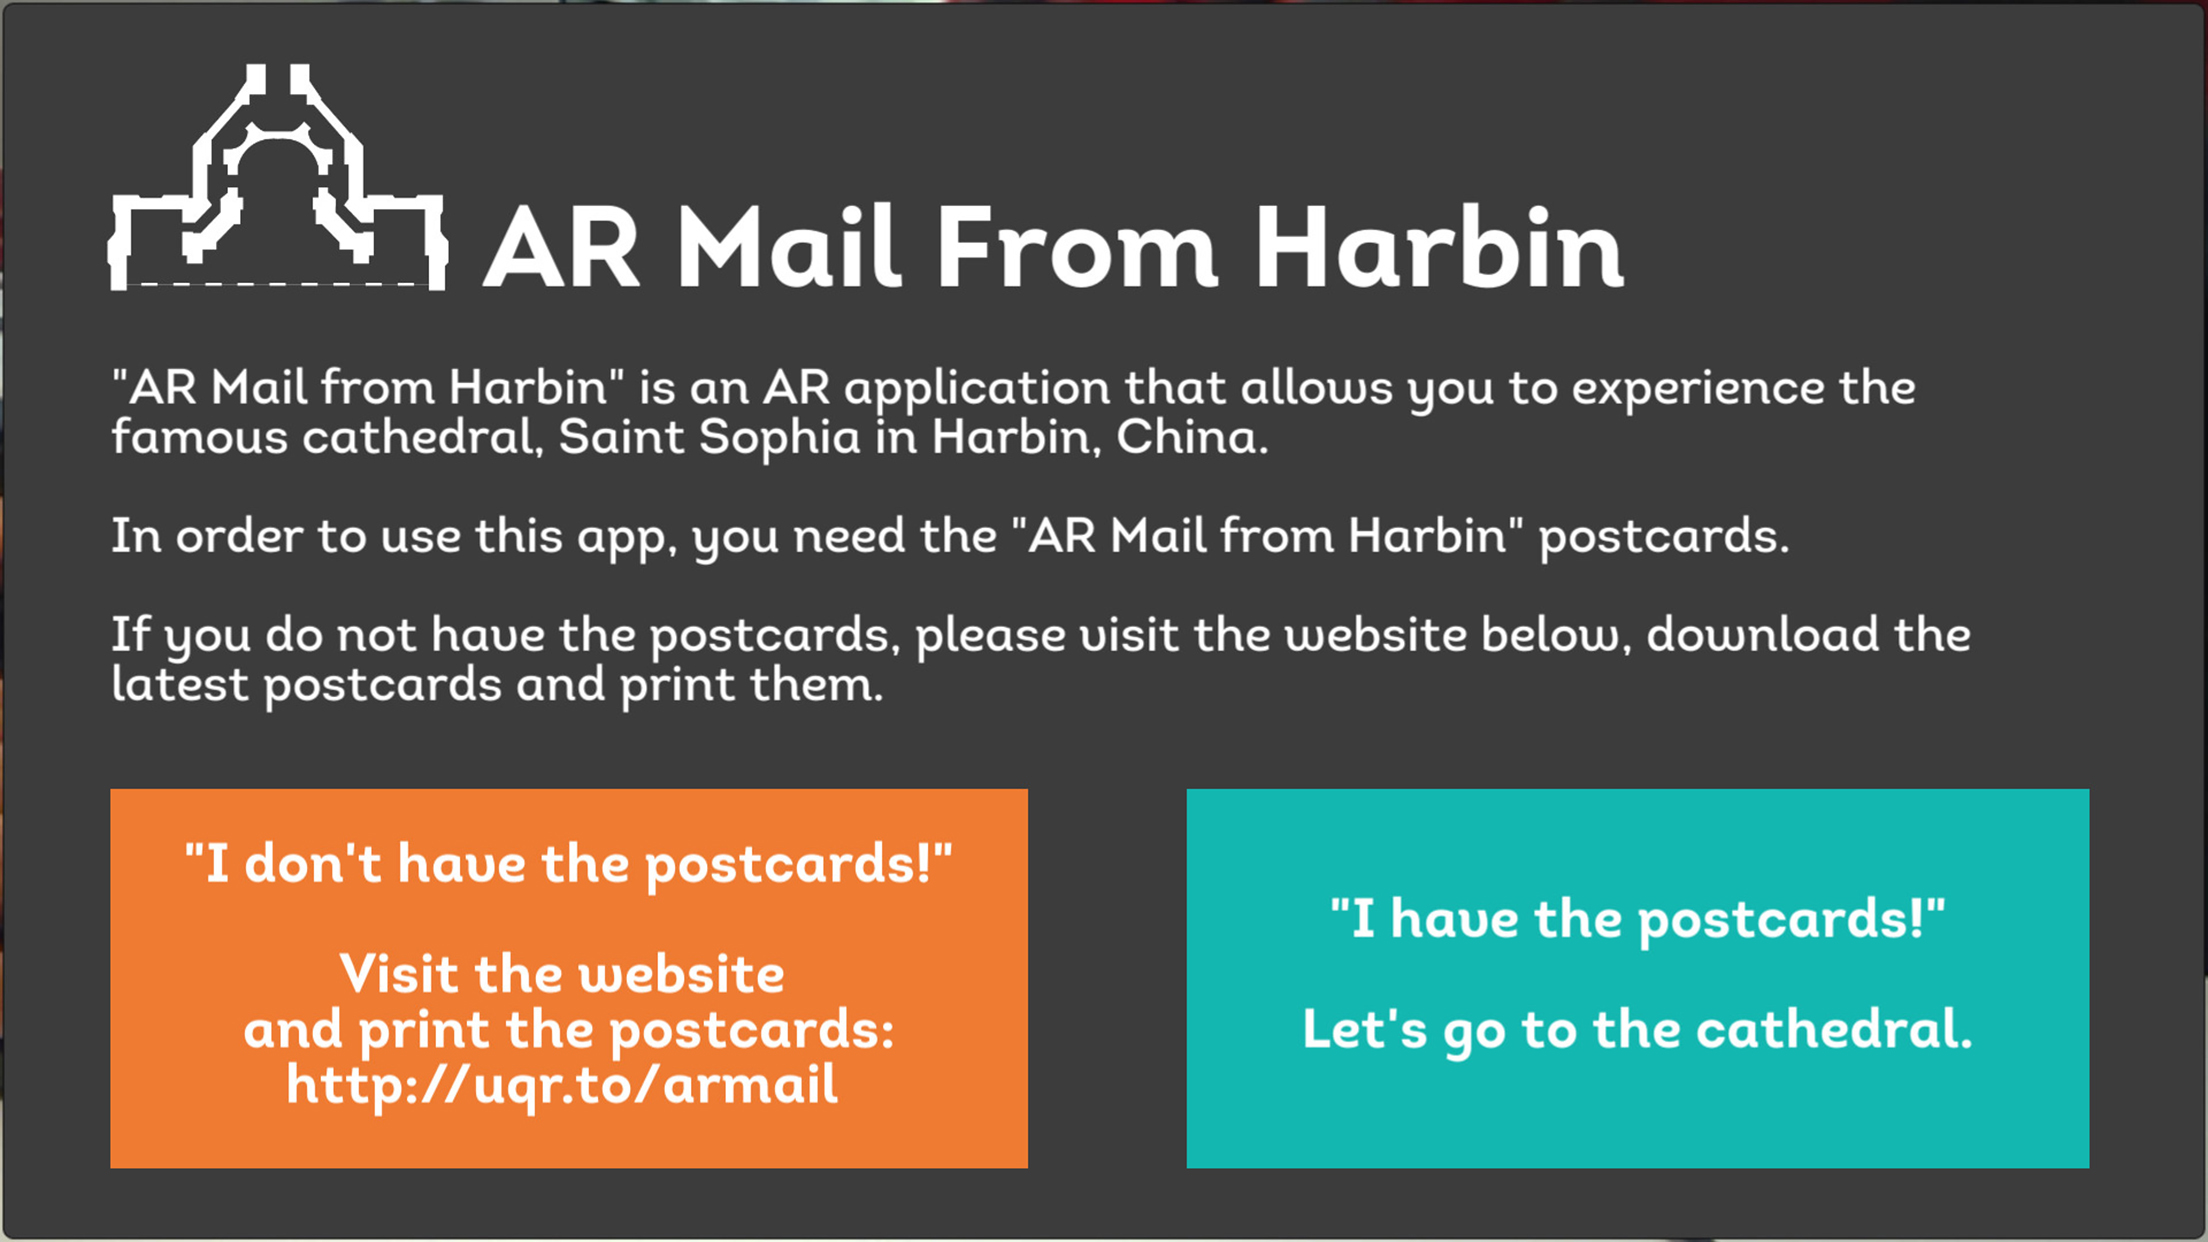 AR Mail From Harbin
"AR Mail from Harbin" is an AR application that allows you to experience the
famous cathedral, Saint Sophia in Harbin, China.
In order to use this app, you need the "AR Mail from Harbin" postcards.
If you do not have the postcards, please visit the website below, download the
latest postcards and print them.
"I don't have the postcards!"
Visit the website
and print the postcards:
http://uqr.to/armail
"I have the postcards!"
Let's go to the cathedral.